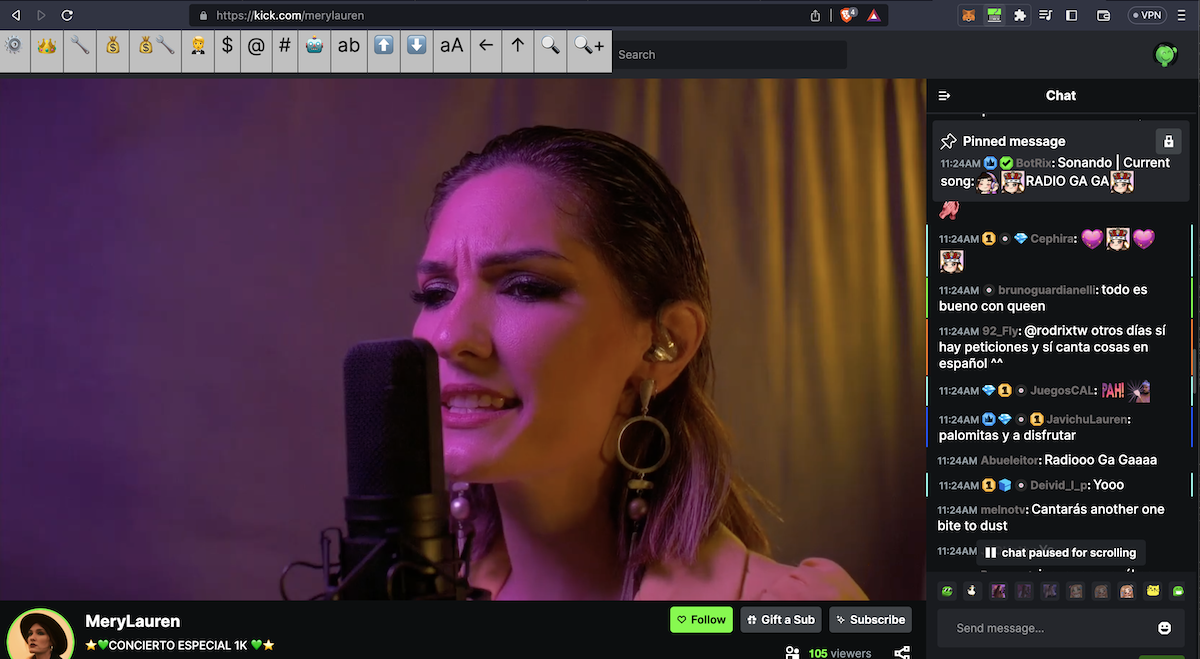 https://kick.com/merylauren
4
VPN
$ @ # ab aA
+
Search
Chat
Pinned message
11:24AM BotRix: Sonando | Current
song: RADIO GA GA
11:24AM 1 Cephira:
11:24AM brunoguardianelli: todo es
bueno con queen
11:24AM 92_Fly: @rodrixtw otros días sí
hay peticiones y sí canta cosas en
español ^^
11:24AM 1 JuegosCAL: PAH!
11:24AM 1 JavichuLauren:
palomitas y a disfrutar
11:24AM Abueleitor: Radiooo Ga Gaaaa
11:24AM 1 Deivid_l_p: Yooo
11:24AM melnotv: Cantarás another one
bite to dust
11:24AM
chat paused for scrolling
Send message...
MeryLauren
⭐💚CONCIERTO ESPECIAL 1K 💚⭐
Follow
Gift a Sub
Subscribe
105 viewers